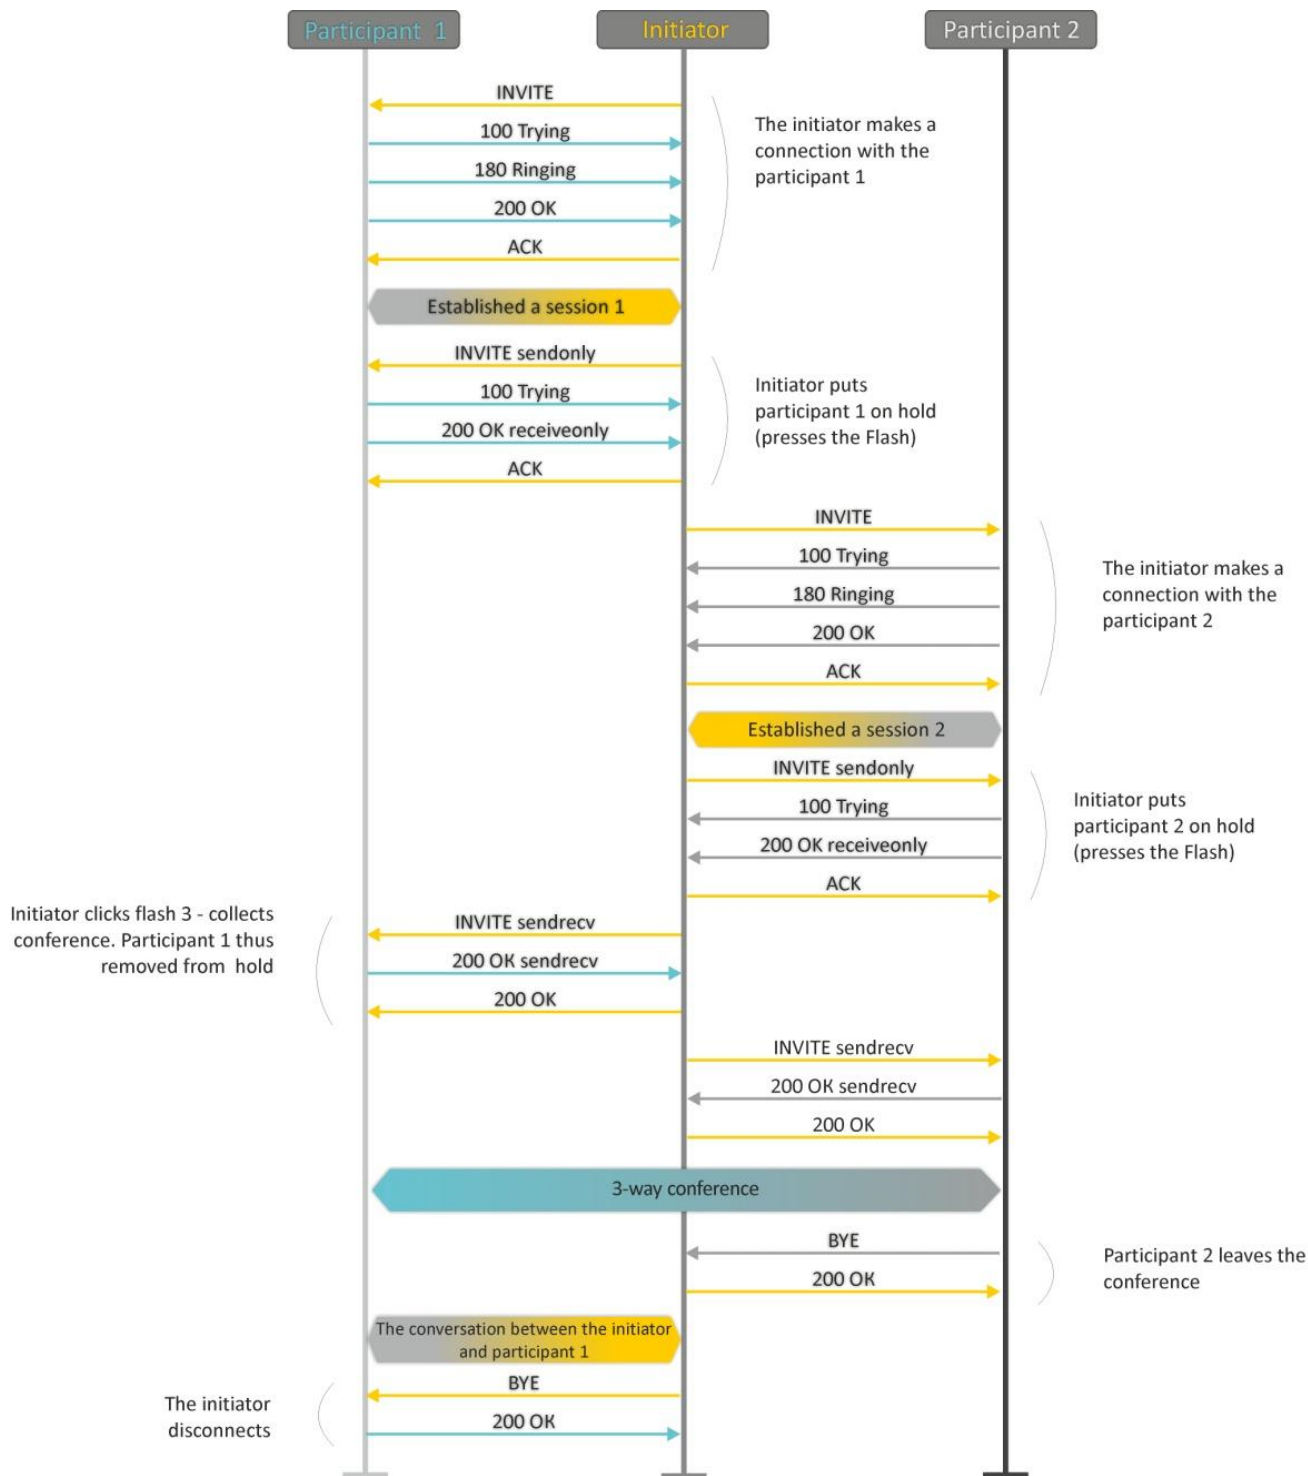 Participant 1
Initiator
Participant 2
INVITE
100 Trying
180 Ringing
200 OK
ACK
The initiator makes a
connection with the
participant 1
Established a session 1
INVITE sendonly
100 Trying
200 OK receiveonly
ACK
Initiator puts
participant 1 on hold
(presses the Flash)
INVITE
100 Trying
180 Ringing
200 OK
ACK
The initiator makes a
connection with the
participant 2
Established a session 2
INVITE sendonly
100 Trying
200 OK receiveonly
ACK
Initiator puts
participant 2 on hold
(presses the Flash)
Initiator clicks flash 3 - collects
conference. Participant 1 thus
removed from hold
INVITE sendrecv
200 OK sendrecv
200 OK
INVITE sendrecv
200 OK sendrecv
200 OK
3-way conference
BYE
200 OK
Participant 2 leaves the
conference
The conversation between the initiator
and participant 1
The initiator
disconnects
BYE
200 OK